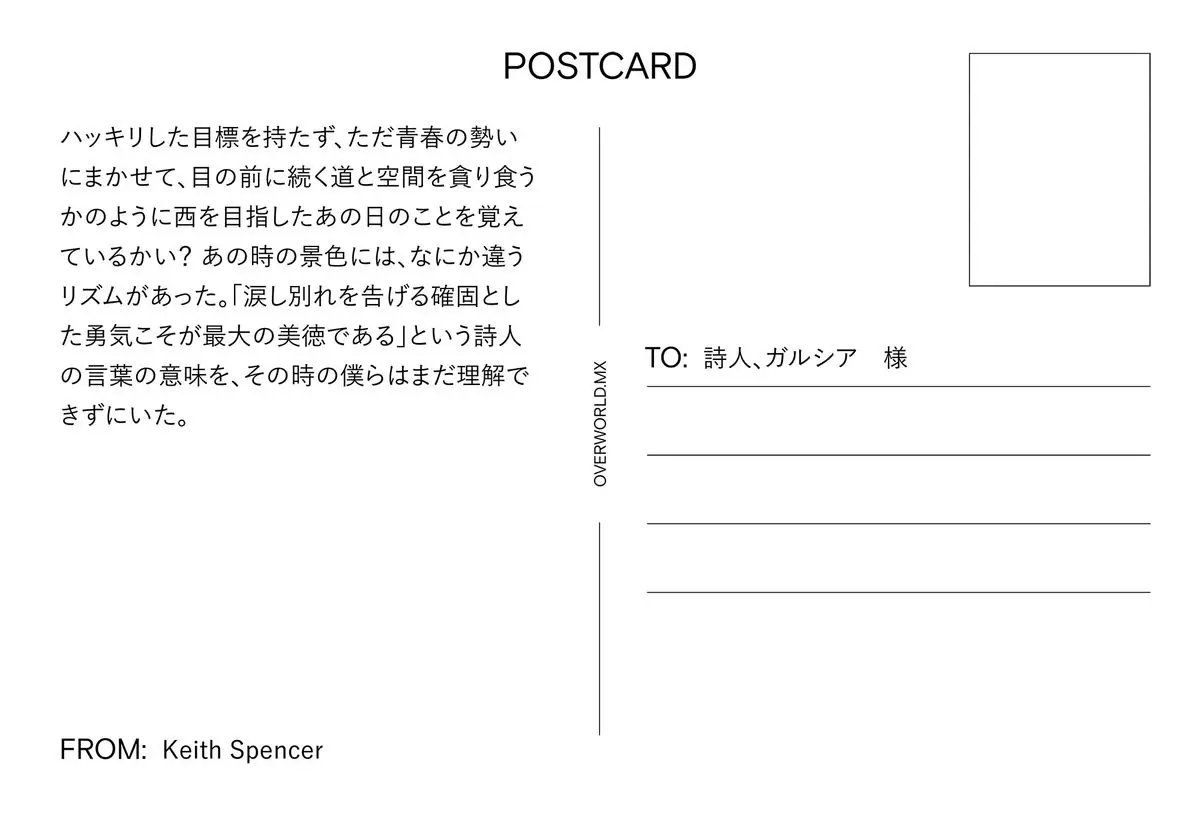 POSTCARD
ハッキリした目標を持たず、ただ青春の勢い
にまかせて、目の前に続く道と空間を貪り食う
かのように西を目指したあの日のことを覚え
ているかい? あの時の景色には、なにか違う
リズムがあった。「涙し別れを告げる確固とし
た勇気こそが最大の美徳である」という詩人
の言葉の意味を、その時の僕らはまだ理解で
きずにいた。
FROM: Keith Spencer
OVERWORLD.MX
TO: 詩人、ガルシア　様